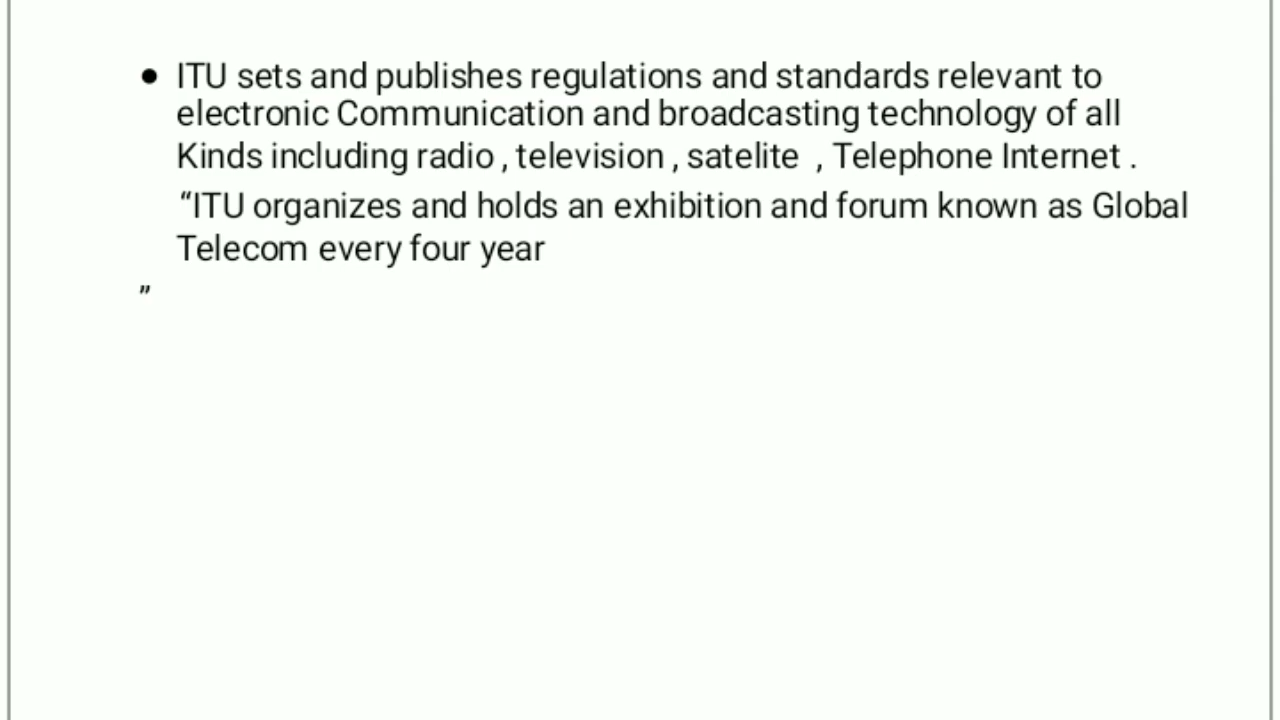 • ITU sets and publishes regulations and standards relevant to
electronic Communication and broadcasting technology of all
Kinds including radio , television , satelite , Telephone Internet .
“ITU organizes and holds an exhibition and forum known as Global
Telecom every four year
”